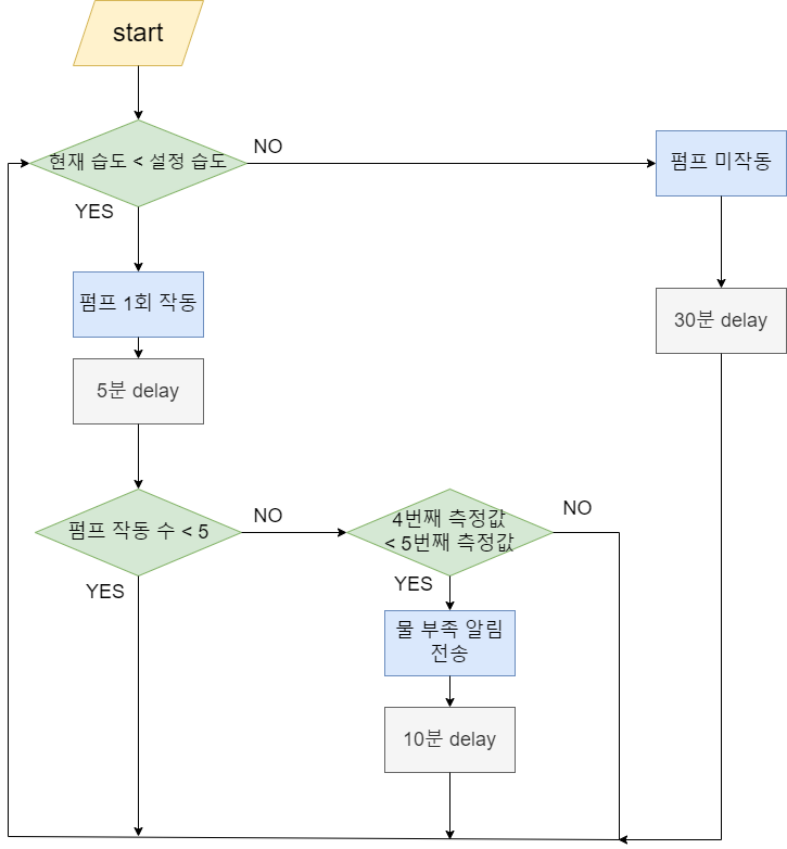 start
현재 습도 < 설정 습도
NO
펌프 미작동
YES
펌프 1회 작동
30분 delay
5분 delay
펌프 작동 수 < 5
NO
4번째 측정값
< 5번째 측정값
NO
YES
YES
물 부족 알림
전송
10분 delay